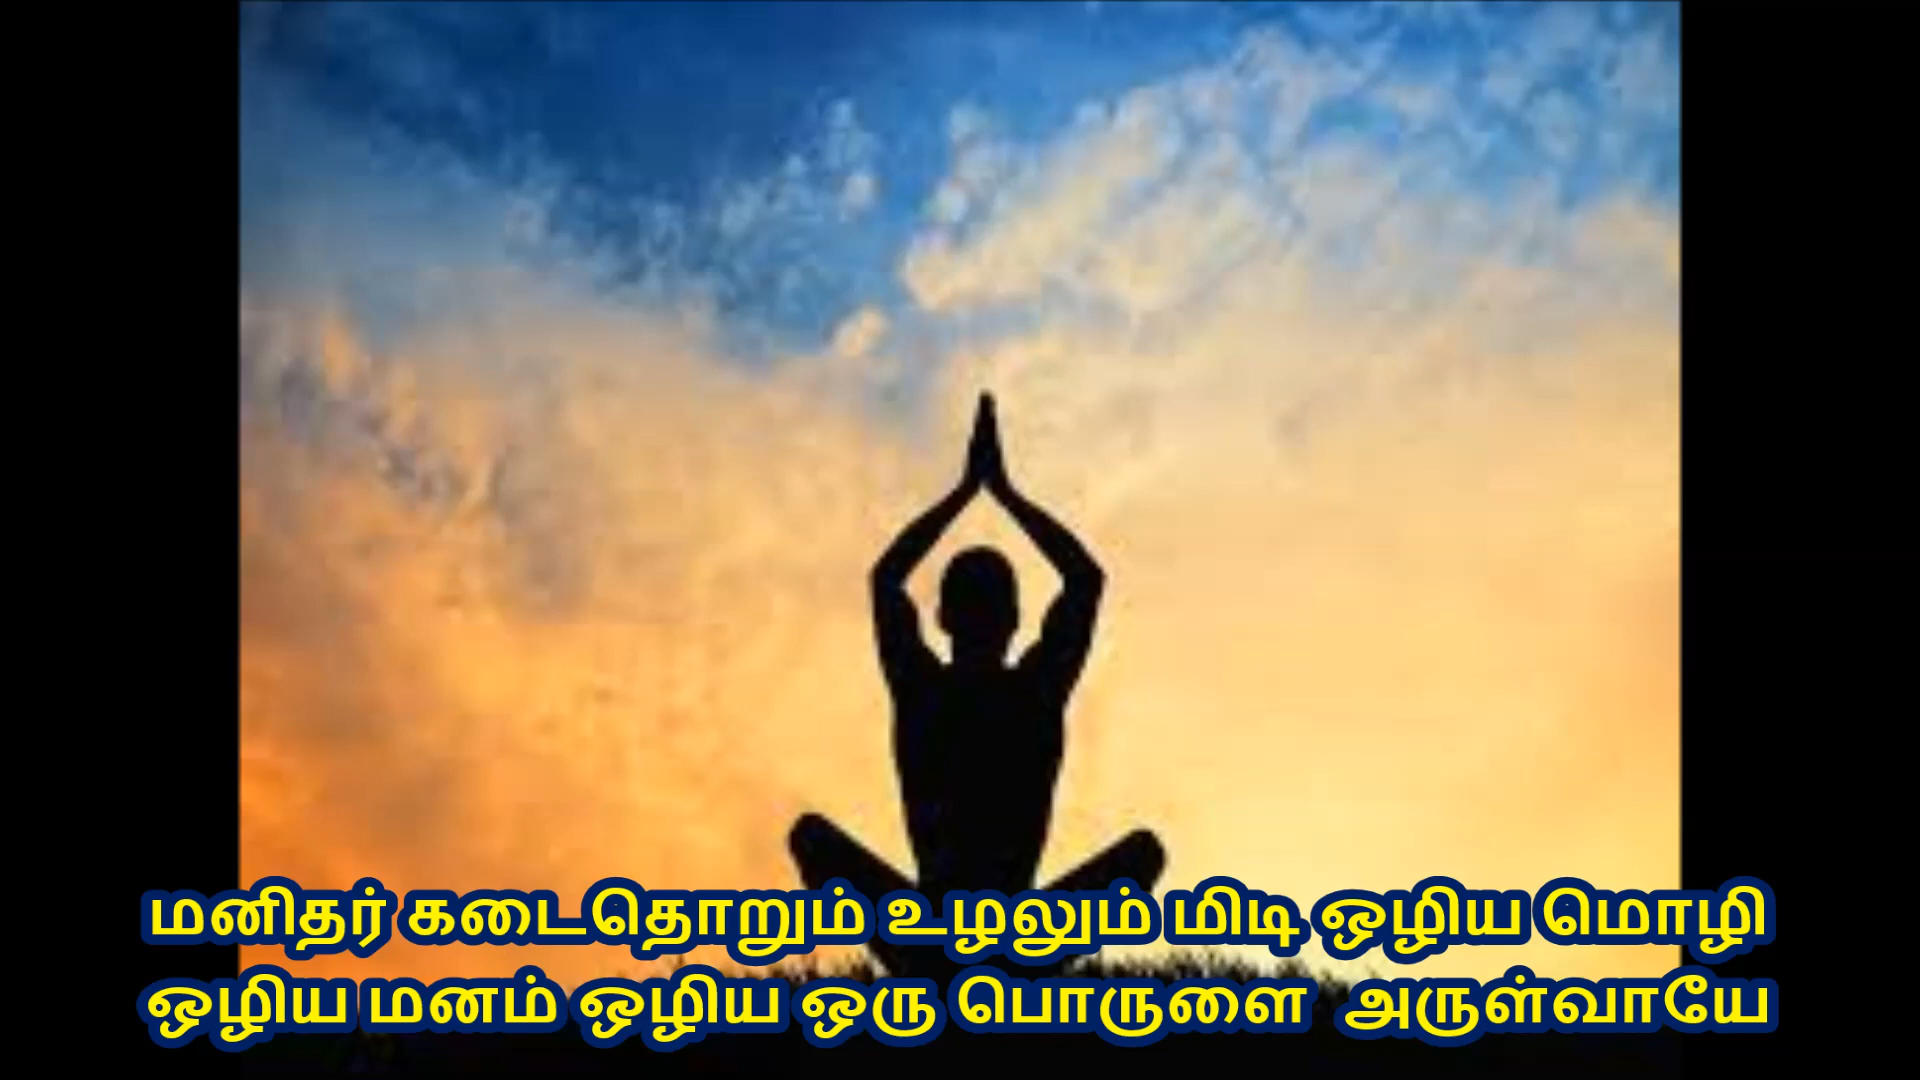 மனிதர் கடைதொறும் உழலும் மிடி ஒழிய மொழி
ஒழிய மனம் ஒழிய ஒரு பொருளை அருள்வாயே